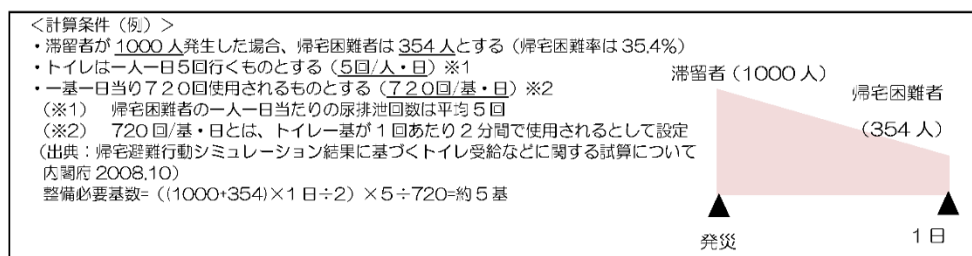 ＜計算条件（例）＞
・滞留者が1000人発生した場合、帰宅困難者は354人とする（帰宅困難率は35.4%）
・トイレは一人一日5回行くものとする（5回/人・日）※1
・一基一日当り７２０回使用されるものとする（７２０回/基・日）※2
（※1）　帰宅困難者の一人一日当たりの尿排泄回数は平均５回
（※2）　720回/基・日とは、トイレ一基が１回あたり２分間で使用されるとして設定
（出典：帰宅避難行動シミュレーション結果に基づくトイレ受給などに関する試算について
内閣府 2008.10）
整備必要基数=（(1000+354)×１日÷2）×５÷720=約５基
滞留者（1000人）
帰宅困難者
（354人）
発災
１日